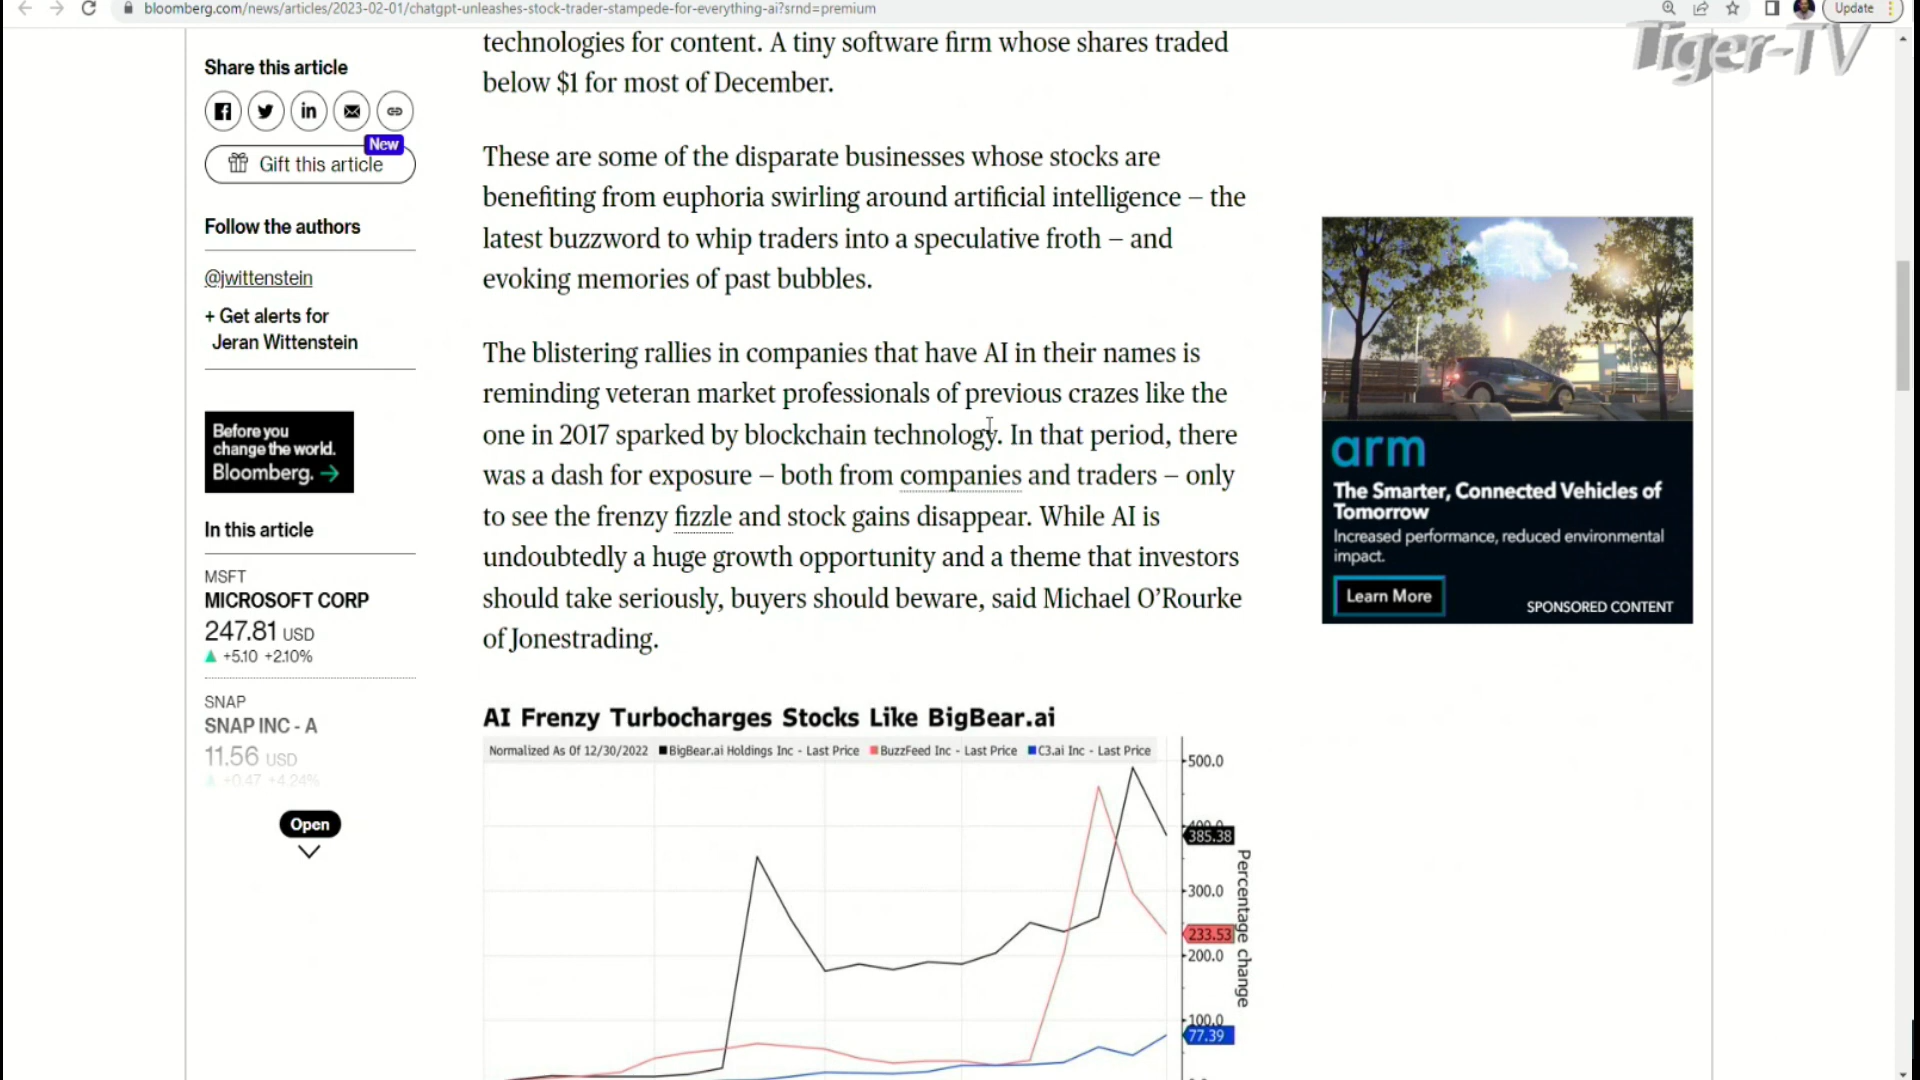 bloomberg.com/news/articles/2023-02-01/chatgpt-unleashes-stock-trader-stampede-for-everything-ai?srnd=premium
Update
Tiger-TV
Share this article
New
Gift this article
Follow the authors
@jwittenstein
+ Get alerts for
Jeran Wittenstein
Before you
change the world.
Bloomberg. →
In this article
MSFT
MICROSOFT CORP
247.81 USD
▲ +5.10 +2.10%
SNAP
SNAP INC - A
11.56 USD
▲ +0.47 +4.24%
Open
technologies for content. A tiny software firm whose shares traded
below $1 for most of December.
These are some of the disparate businesses whose stocks are
benefiting from euphoria swirling around artificial intelligence – the
latest buzzword to whip traders into a speculative froth – and
evoking memories of past bubbles.
The blistering rallies in companies that have AI in their names is
reminding veteran market professionals of previous crazes like the
one in 2017 sparked by blockchain technology. In that period, there
was a dash for exposure – both from companies and traders – only
to see the frenzy fizzle and stock gains disappear. While AI is
undoubtedly a huge growth opportunity and a theme that investors
should take seriously, buyers should beware, said Michael O’Rourke
of Jonestrading.
AI Frenzy Turbocharges Stocks Like BigBear.ai
Normalized As Of 12/30/2022 BigBear.ai Holdings Inc - Last Price BuzzFeed Inc - Last Price C3.ai Inc - Last Price
500.0
400.0
385.38
300.0
233.53
200.0
100.0
77.39
Percentage change
arm
The Smarter, Connected Vehicles of
Tomorrow
Increased performance, reduced environmental
impact.
Learn More
SPONSORED CONTENT